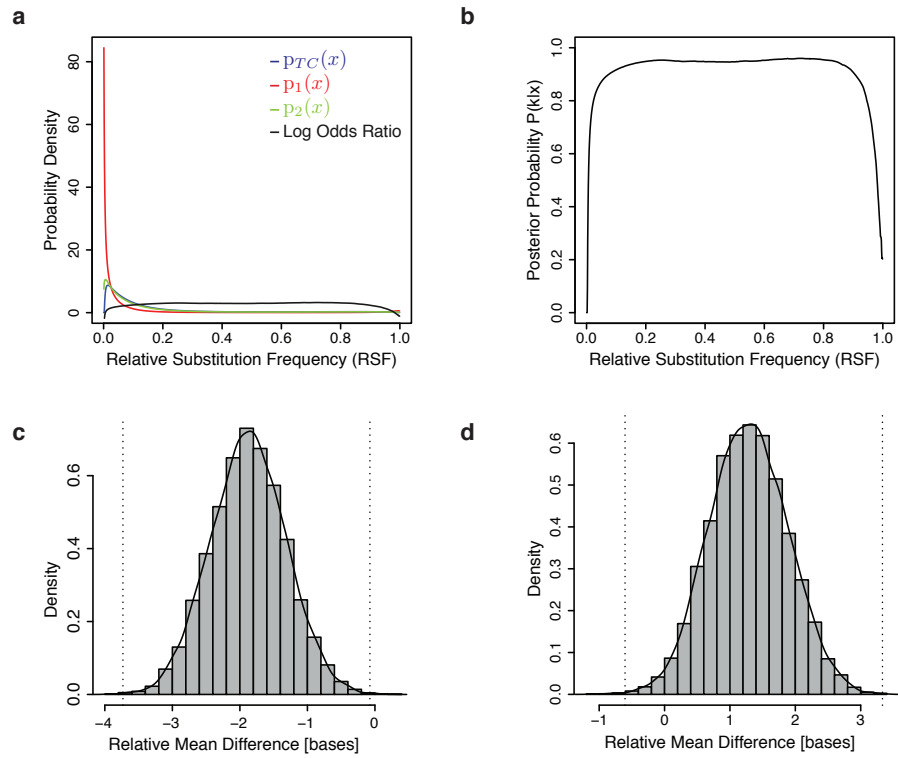 a
Probability Density
80
60
40
20
0
p_TC(x)
p_1(x)
p_2(x)
Log Odds Ratio
0.0 0.2 0.4 0.6 0.8 1.0
Relative Substitution Frequency (RSF)
b
Posterior Probability P(klx)
1.0
0.8
0.6
0.4
0.2
0.0
0.0 0.2 0.4 0.6 0.8 1.0
Relative Substitution Frequency (RSF)
c
Density
0.6
0.4
0.2
0.0
−4 −3 −2 −1 0
Relative Mean Difference [bases]
d
Density
0.6
0.5
0.4
0.3
0.2
0.1
0.0
−1 0 1 2 3
Relative Mean Difference [bases]